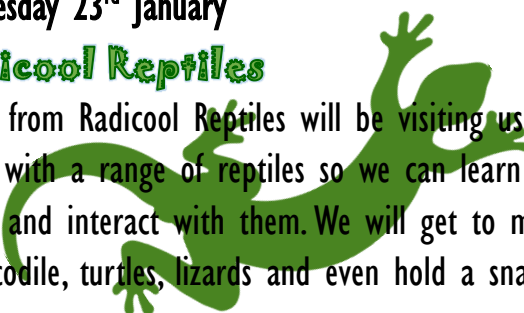 esday 23rd January
icool Reptiles
from Radicool Reptiles will be visiting us
with a range of reptiles so we can learn
and interact with them. We will get to m
codile, turtles, lizards and even hold a sna